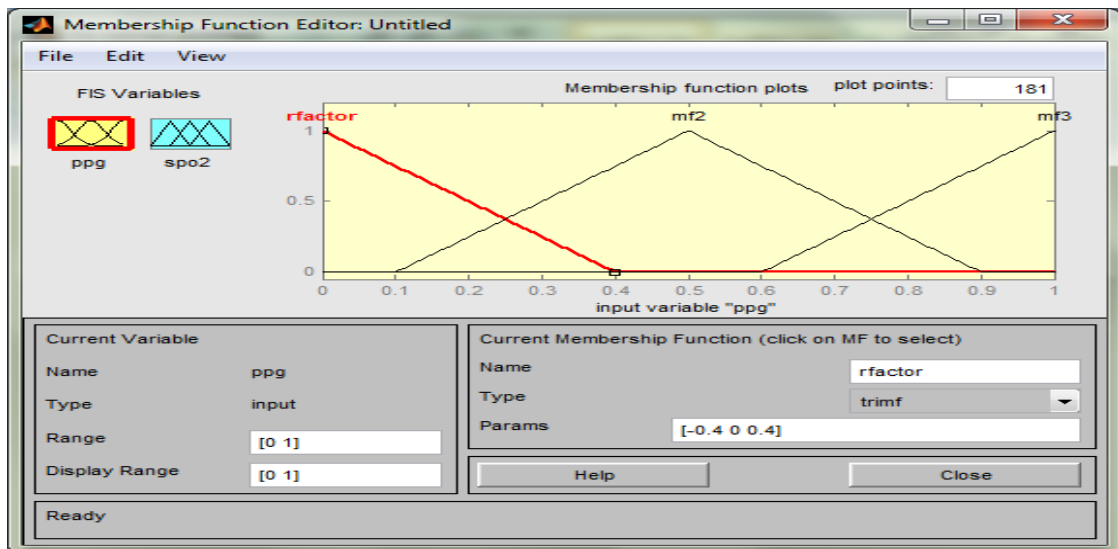 Membership Function Editor: Untitled
File Edit View
FIS Variables
ppg spo2
Membership function plots plot points: 181
rfactor mf2 mf3
1
0.5
0
0 0.1 0.2 0.3 0.4 0.5 0.6 0.7 0.8 0.9 1
input variable "ppg"
Current Variable
Name ppg
Type input
Range [0 1]
Display Range [0 1]
Current Membership Function (click on MF to select)
Name rfactor
Type trimf
Params [-0.4 0 0.4]
Help Close
Ready